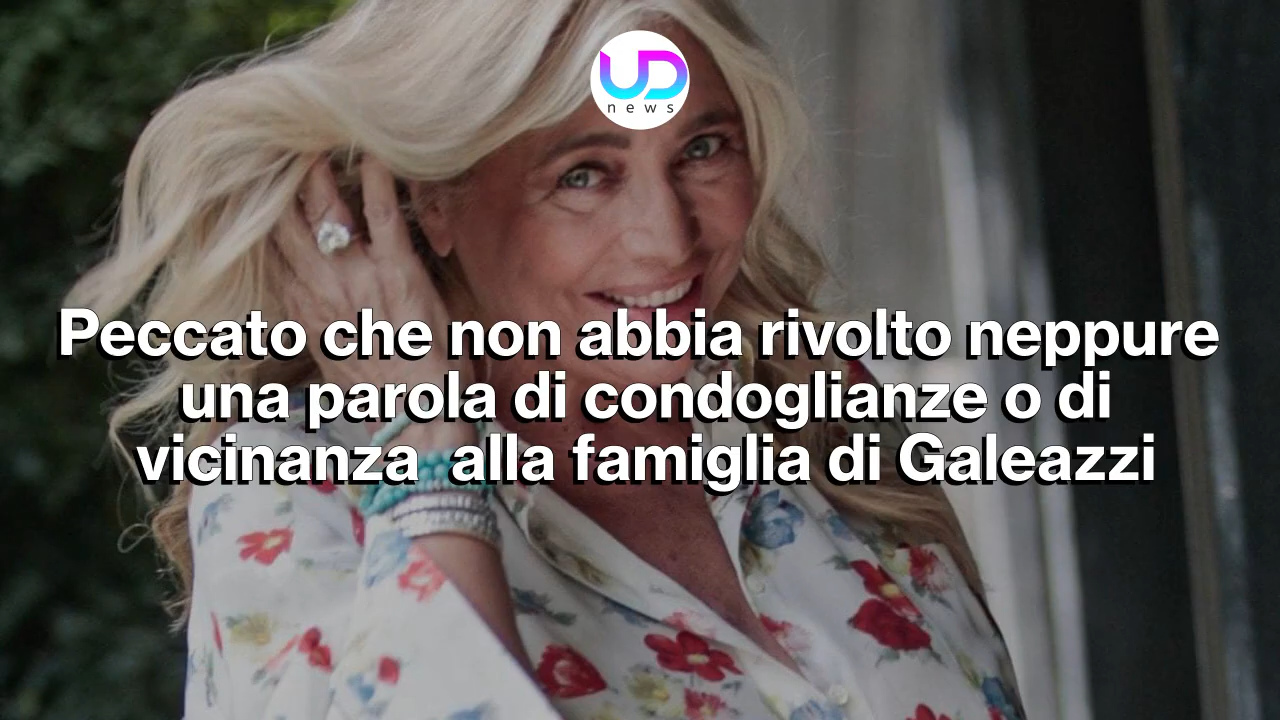 UD
news
Peccato che non abbia rivolto neppure
una parola di condoglianze o di
vicinanza  alla famiglia di Galeazzi